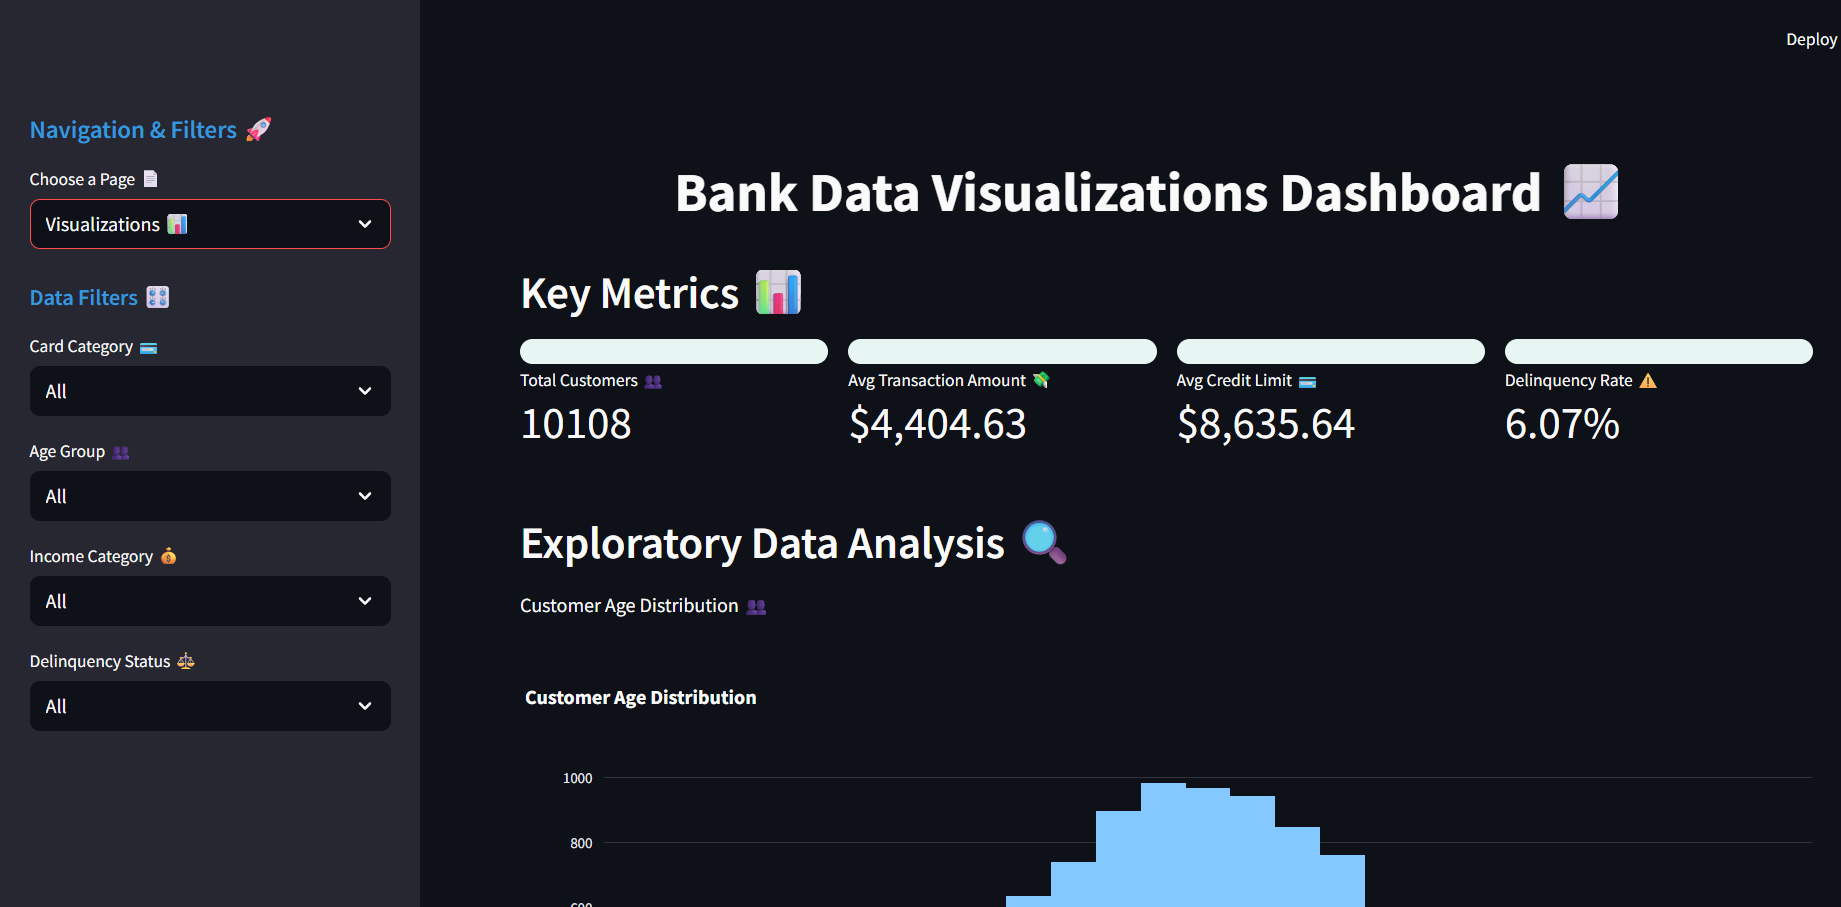 Deploy
Navigation & Filters 🚀
Choose a Page 📄
Visualizations 📊
Data Filters 🎛️
Card Category 💳
All
Age Group 👥
All
Income Category 💰
All
Delinquency Status ⚖️
All
Bank Data Visualizations Dashboard 📈
Key Metrics 📊
Total Customers 👥
10108
Avg Transaction Amount 💸
$4,404.63
Avg Credit Limit 💳
$8,635.64
Delinquency Rate ⚠️
6.07%
Exploratory Data Analysis 🔍
Customer Age Distribution 👥
Customer Age Distribution
1000
800